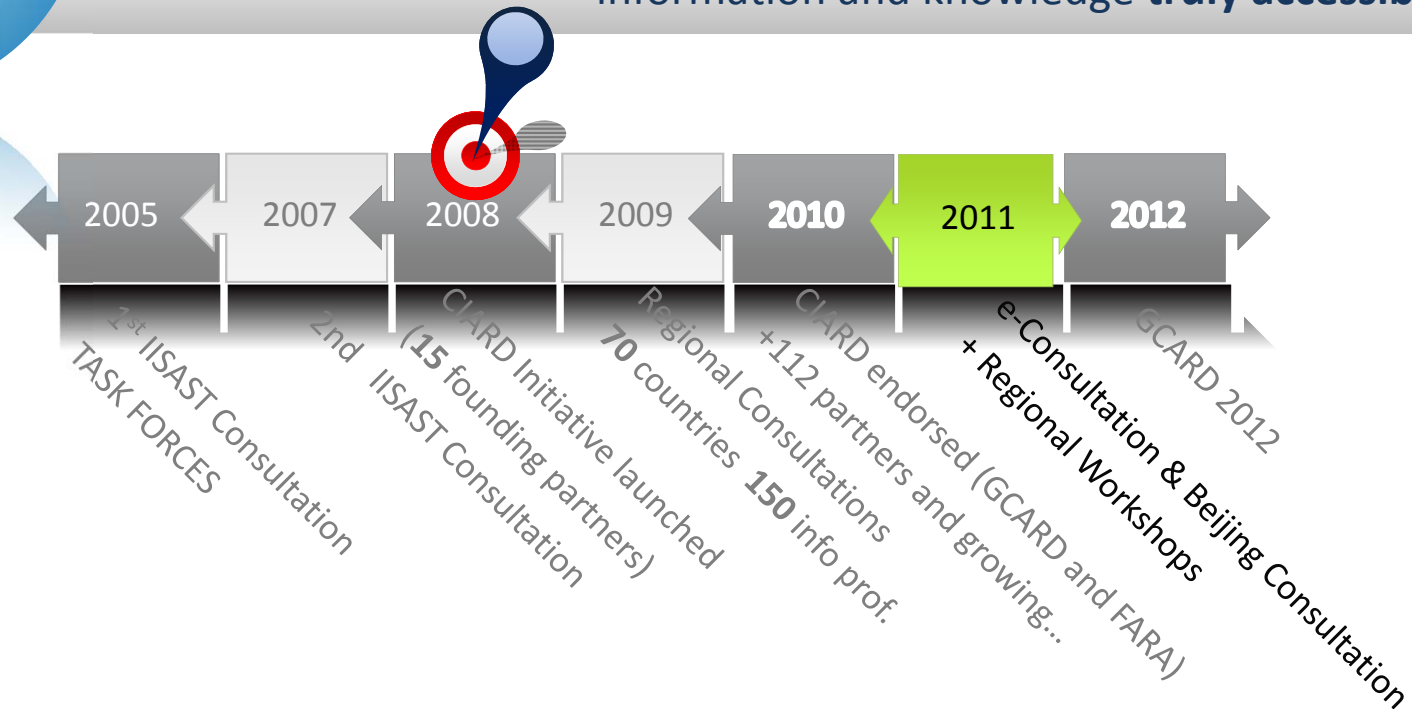 Information and knowledge truly accessib
2005
2007
2008
2009
2010
2011
2012
1st IISAST Consultation
TASK FORCES
2nd IISAST Consultation
CIARD Initiative launched
(15 founding partners)
Regional Consultations
70 countries 150 info prof.
CIARD endorsed (GCARD and FARA)
+112 partners and growing...
e-Consultation & Beijing Consultation
+ Regional Workshops
GCARD 2012